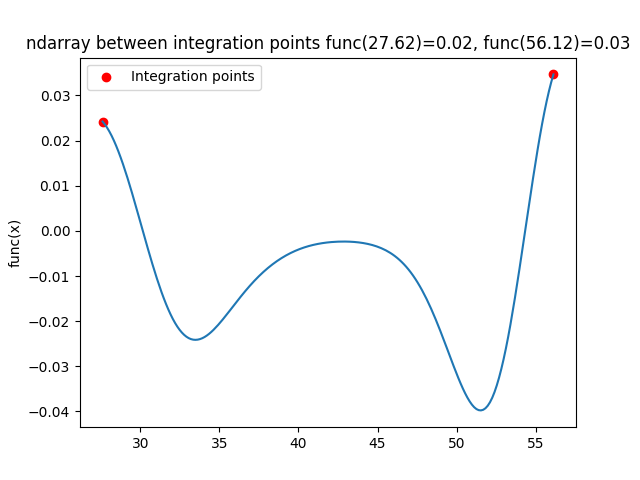 ndarray between integration points func(27.62)=0.02, func(56.12)=0.03
Integration points
func(x)
0.03
0.02
0.01
0.00
−0.01
−0.02
−0.03
−0.04
30 35 40 45 50 55